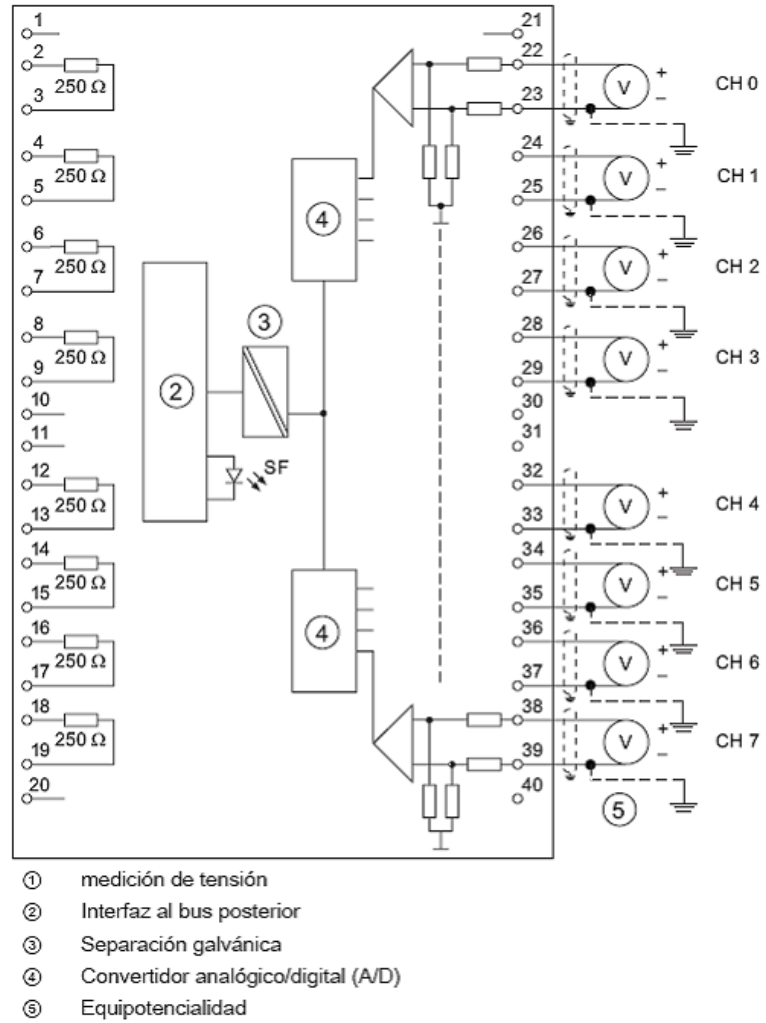 1 21
2 22
250 Ω + CH 0
3 23 V −
4 24
250 Ω + CH 1
5 25 V −
6 4 26
250 Ω + CH 2
7 27 V −
8 3 28
250 Ω + CH 3
9 2 29 V −
10 30
11 31
12 SF 32
250 Ω + CH 4
13 33 V −
14 34
250 Ω + CH 5
15 35 V −
16 4 36
250 Ω + CH 6
17 37 V −
18 38
250 Ω + CH 7
19 39 V −
20 40
5
1 medición de tensión
2 Interfaz al bus posterior
3 Separación galvánica
4 Convertidor analógico/digital (A/D)
5 Equipotencialidad